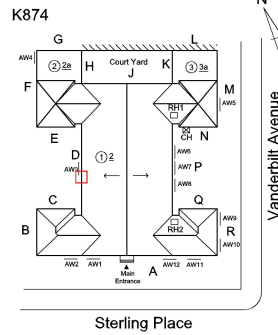 K874
N
G
L
AW4
2 2a
H
Court Yard
K
3 3a
J
F
M
RH1
AW5
CH
N
E
AW6
D
1 2
AW7
P
AW3
AW8
C
Q
B
RH2
AW9
R
AW10
AW2
AW1
A
AW12
AW11
Main
Entrance
Vanderbilt Avenue
Sterling Place